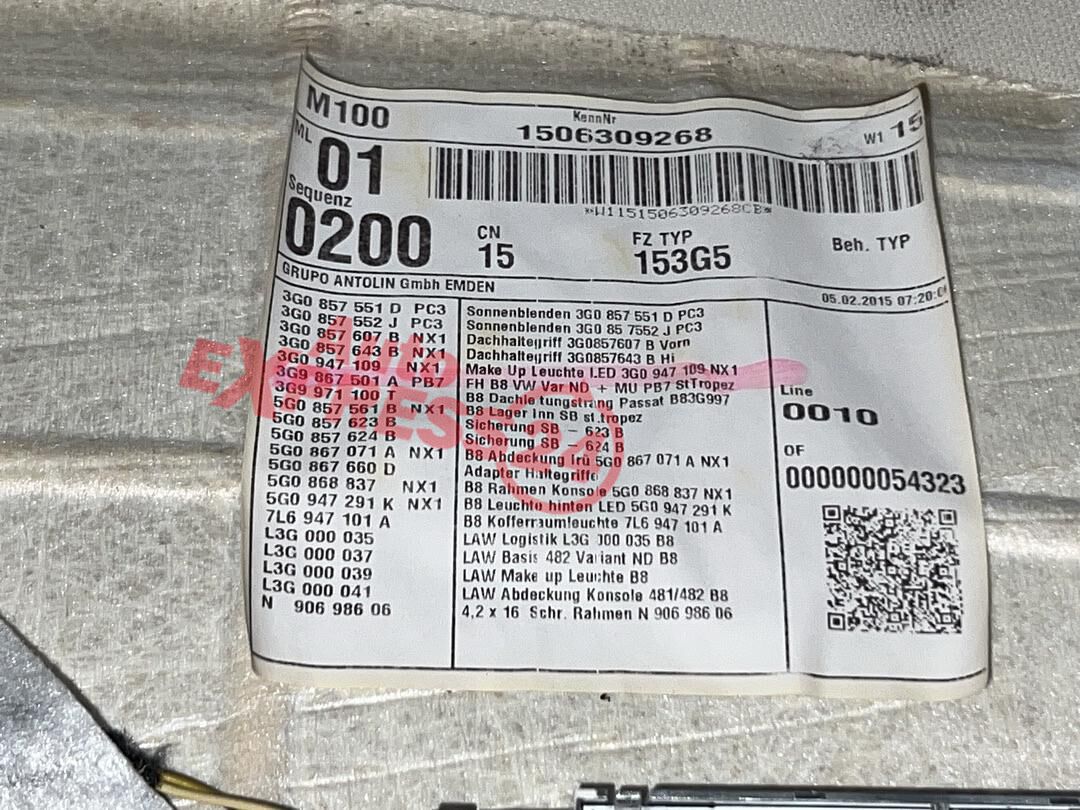 M100
KennNr
1506309268
W1 15
ML
01
*W1151506309268CB*
Sequenz
0200
CN
15
FZ TYP
153G5
Beh. TYP
GRUPO ANTOLIN Gmbh EMDEN
05.02.2015 07:20:0
3G0 857 551 D PC3 Sonnenblenden 3G0 857 551 D PC3
3G0 857 552 J PC3 Sonnenblenden 3G0 85 7552 J PC3
3G0 857 607 B NX1 Dachhaltegriff 3G0857607 B Vorn
3G0 857 643 B NX1 Dachhaltegriff 3G0857643 B Hi
3G0 947 109 NX1 Make Up Leuchte LED 3G0 947 109 NX1
3G9 867 501 A PB7 FH B8 VW Var ND + MU PB7 StTropez
3G9 971 100 T B8 Dachleitungstrang Passat B83G997
5G0 857 561 B NX1 B8 Lager Inn SB st.tropez
5G0 857 623 B Sicherung SB - 623 B
5G0 857 624 B Sicherung SB - 624 B
5G0 867 071 A NX1 B8 Abdeckung Irü 5G0 867 071 A NX1
5G0 867 660 D Adapter Haltegriffe
5G0 868 837 NX1 B8 Rahmen Konsole 5G0 868 837 NX1
5G0 947 291 K NX1 B8 Leuchte hinten LED 5G0 947 291 K
7L6 947 101 A B8 Kofferraumleuchte 7L6 947 101 A
L3G 000 035 LAW Logistik L3G 000 035 B8
L3G 000 037 LAW Basis 482 Variant ND B8
L3G 000 039 LAW Make up Leuchte B8
L3G 000 041 LAW Abdeckung Konsole 481/482 B8
N 906 986 06 4,2 x 16 Schr. Rahmen N 906 986 06
Line
0010
OF
000000054323
Auto
EXPRESE 24